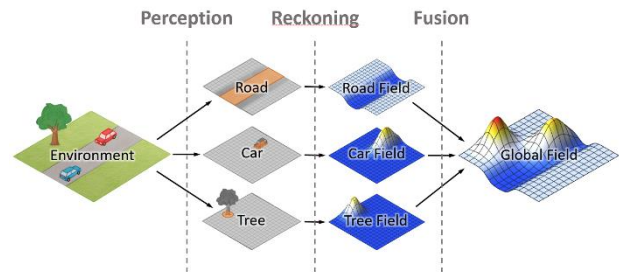 Perception Reckoning Fusion
Road Road Field
Environment Car Car Field Global Field
Tree Tree Field